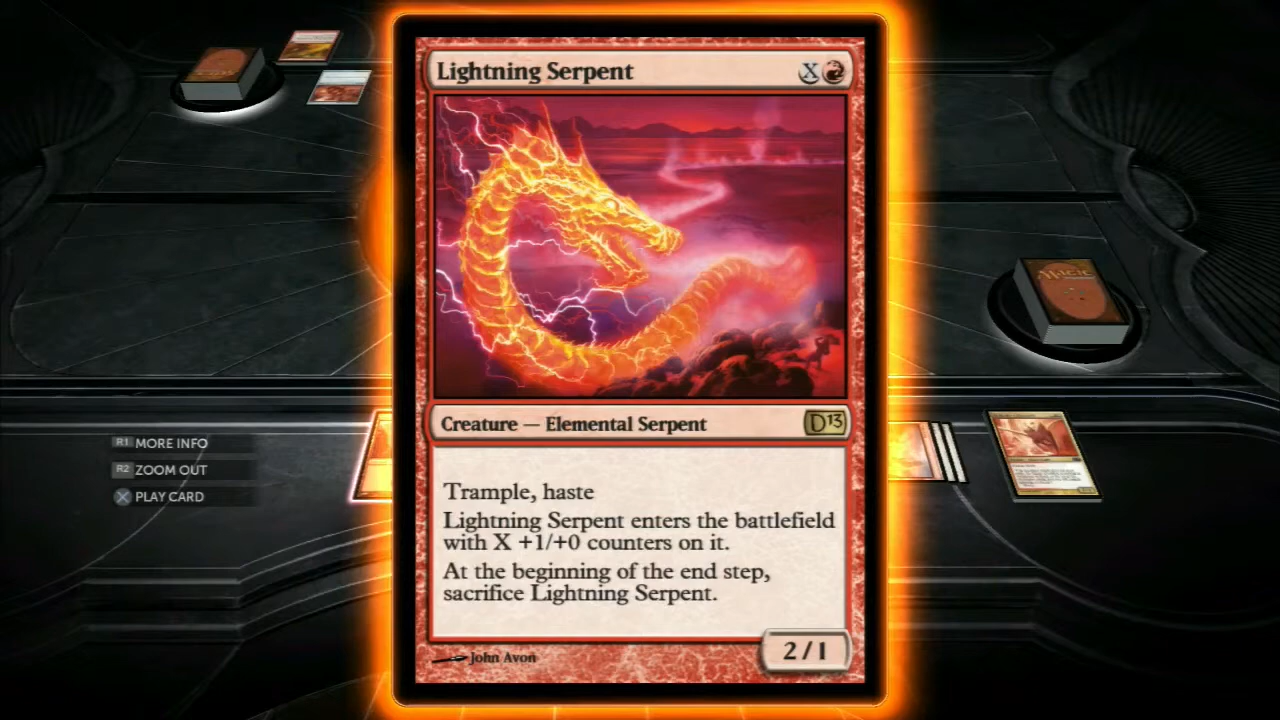 Lightning Serpent X
Creature — Elemental Serpent D13
Trample, haste
Lightning Serpent enters the battlefield
with X +1/+0 counters on it.
At the beginning of the end step,
sacrifice Lightning Serpent.
2/1
John Avon
R1 MORE INFO
R2 ZOOM OUT
X PLAY CARD
MAGIC